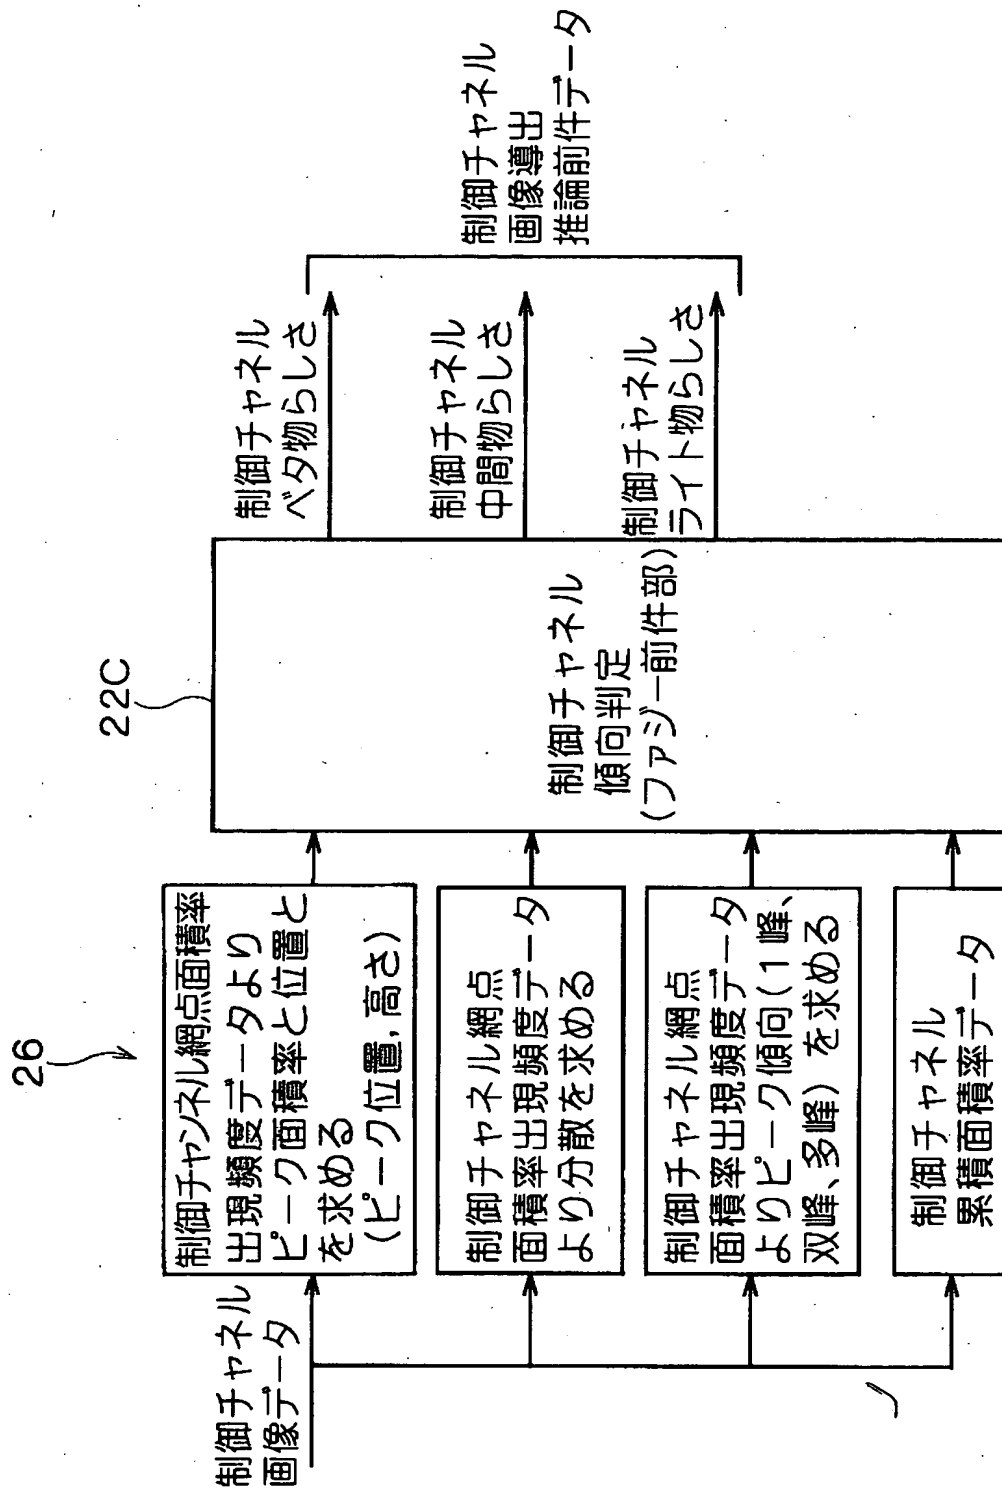 26
22C
制御チャネル
画像データ
制御チャンネル網点面積率
出現頻度データより
ピーク面積率と位置と
を求める
(ピーク位置,高さ)
制御チャネル網点
面積率出現頻度データ
より分散を求める
制御チャネル網点
面積率出現頻度データ
よりピーク傾向(1峰、
双峰、多峰)を求める
制御チャネル
累積面積率データ
制御チャネル
傾向判定
(ファジー前件部)
制御チャネル
ベタ物らしさ
制御チャネル
中間物らしさ
制御チャネル
ライト物らしさ
制御チャネル
画像導出
推論前件データ